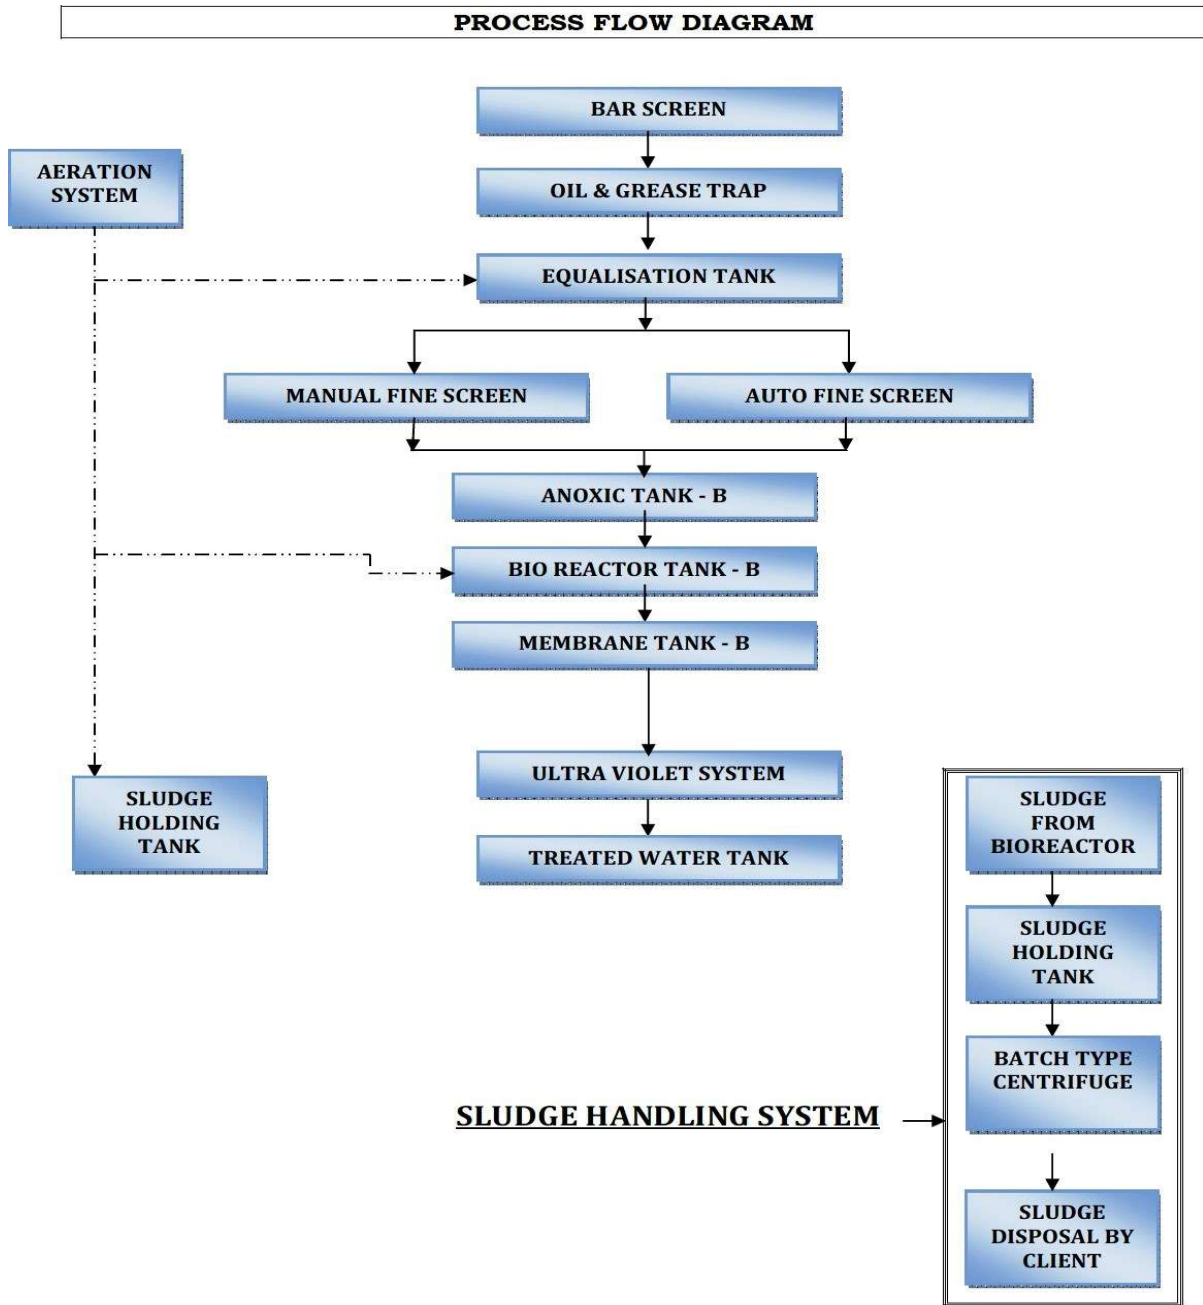 PROCESS FLOW DIAGRAM
BAR SCREEN
AERATION
SYSTEM
OIL & GREASE TRAP
EQUALISATION TANK
MANUAL FINE SCREEN
AUTO FINE SCREEN
ANOXIC TANK - B
BIO REACTOR TANK - B
MEMBRANE TANK - B
ULTRA VIOLET SYSTEM
TREATED WATER TANK
SLUDGE
HOLDING
TANK
SLUDGE
FROM
BIOREACTOR
SLUDGE
HOLDING
TANK
BATCH TYPE
CENTRIFUGE
SLUDGE HANDLING SYSTEM
SLUDGE
DISPOSAL BY
CLIENT